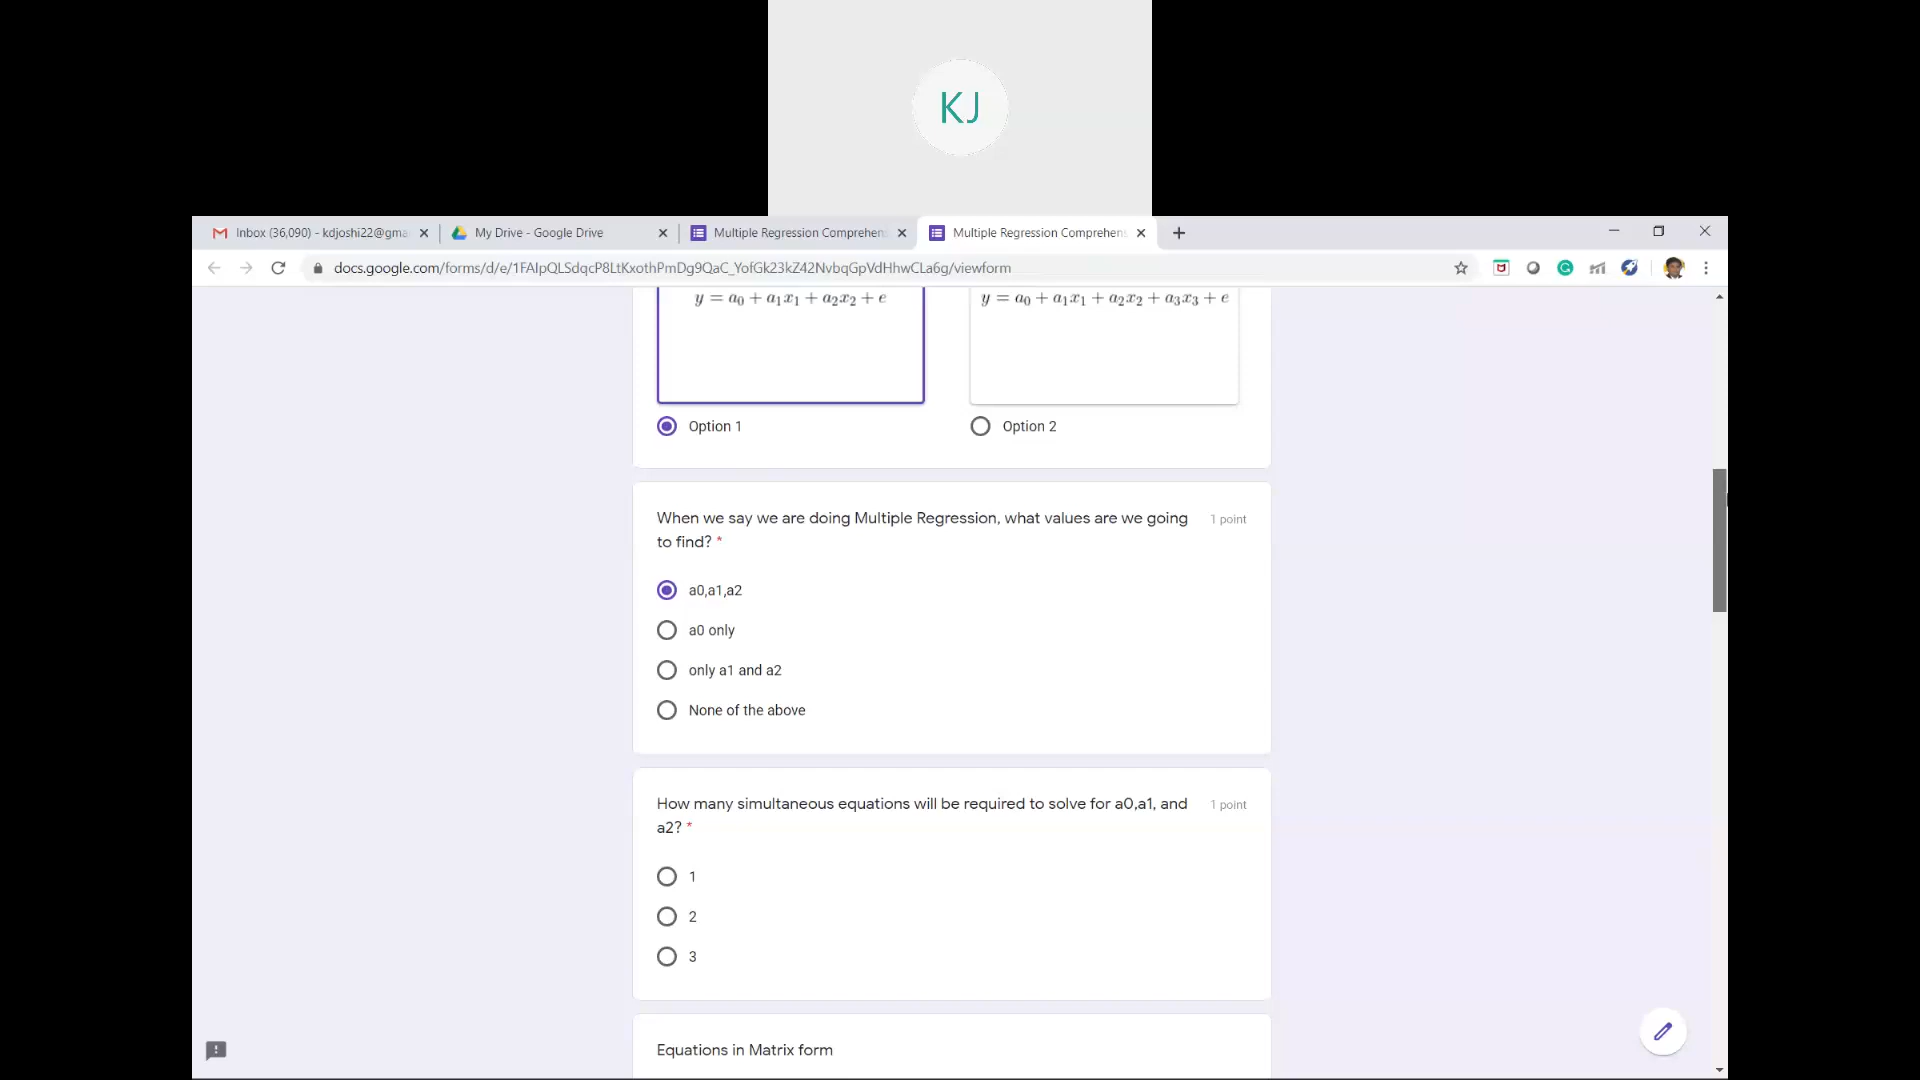 KJ
Inbox (36,090) - kdjoshi22@gma
My Drive - Google Drive
Multiple Regression Comprehen
Multiple Regression Comprehen
docs.google.com/forms/d/e/1FAIpQLSdqcP8LtKxothPmDg9QaC_YofGk23kZ42NvbqGpVdHhwCLa6g/viewform
y = a₀ + a₁x₁ + a₂x₂ + e
y = a₀ + a₁x₁ + a₂x₂ + a₃x₃ + e
Option 1
Option 2
When we say we are doing Multiple Regression, what values are we going
1 point
to find? *
a0,a1,a2
a0 only
only a1 and a2
None of the above
How many simultaneous equations will be required to solve for a0,a1, and
1 point
a2? *
1
2
3
Equations in Matrix form